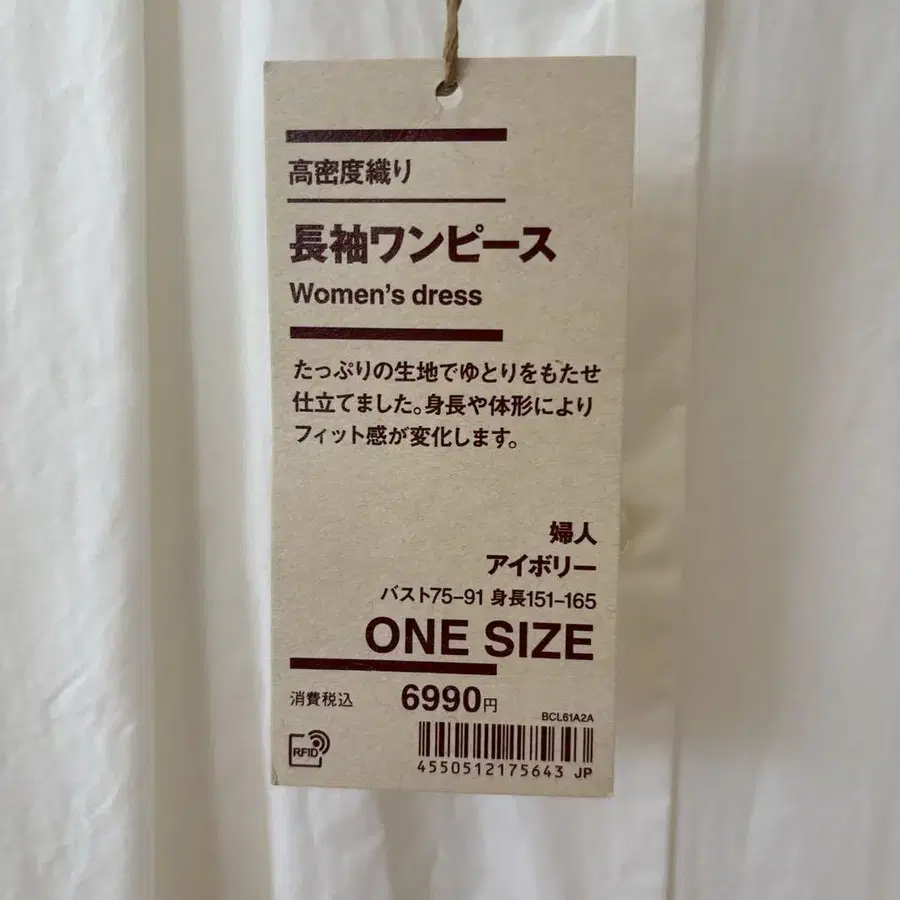 高密度織り
長袖ワンピース
Women's dress
たっぷりの生地でゆとりをもたせ
仕立てました。身長や体形により
フィット感が変化します。
婦人
アイボリー
バスト75-91 身長151-165
ONE SIZE
消費税込 6990円
BCL61A2A
RFID
4550512175643 JP